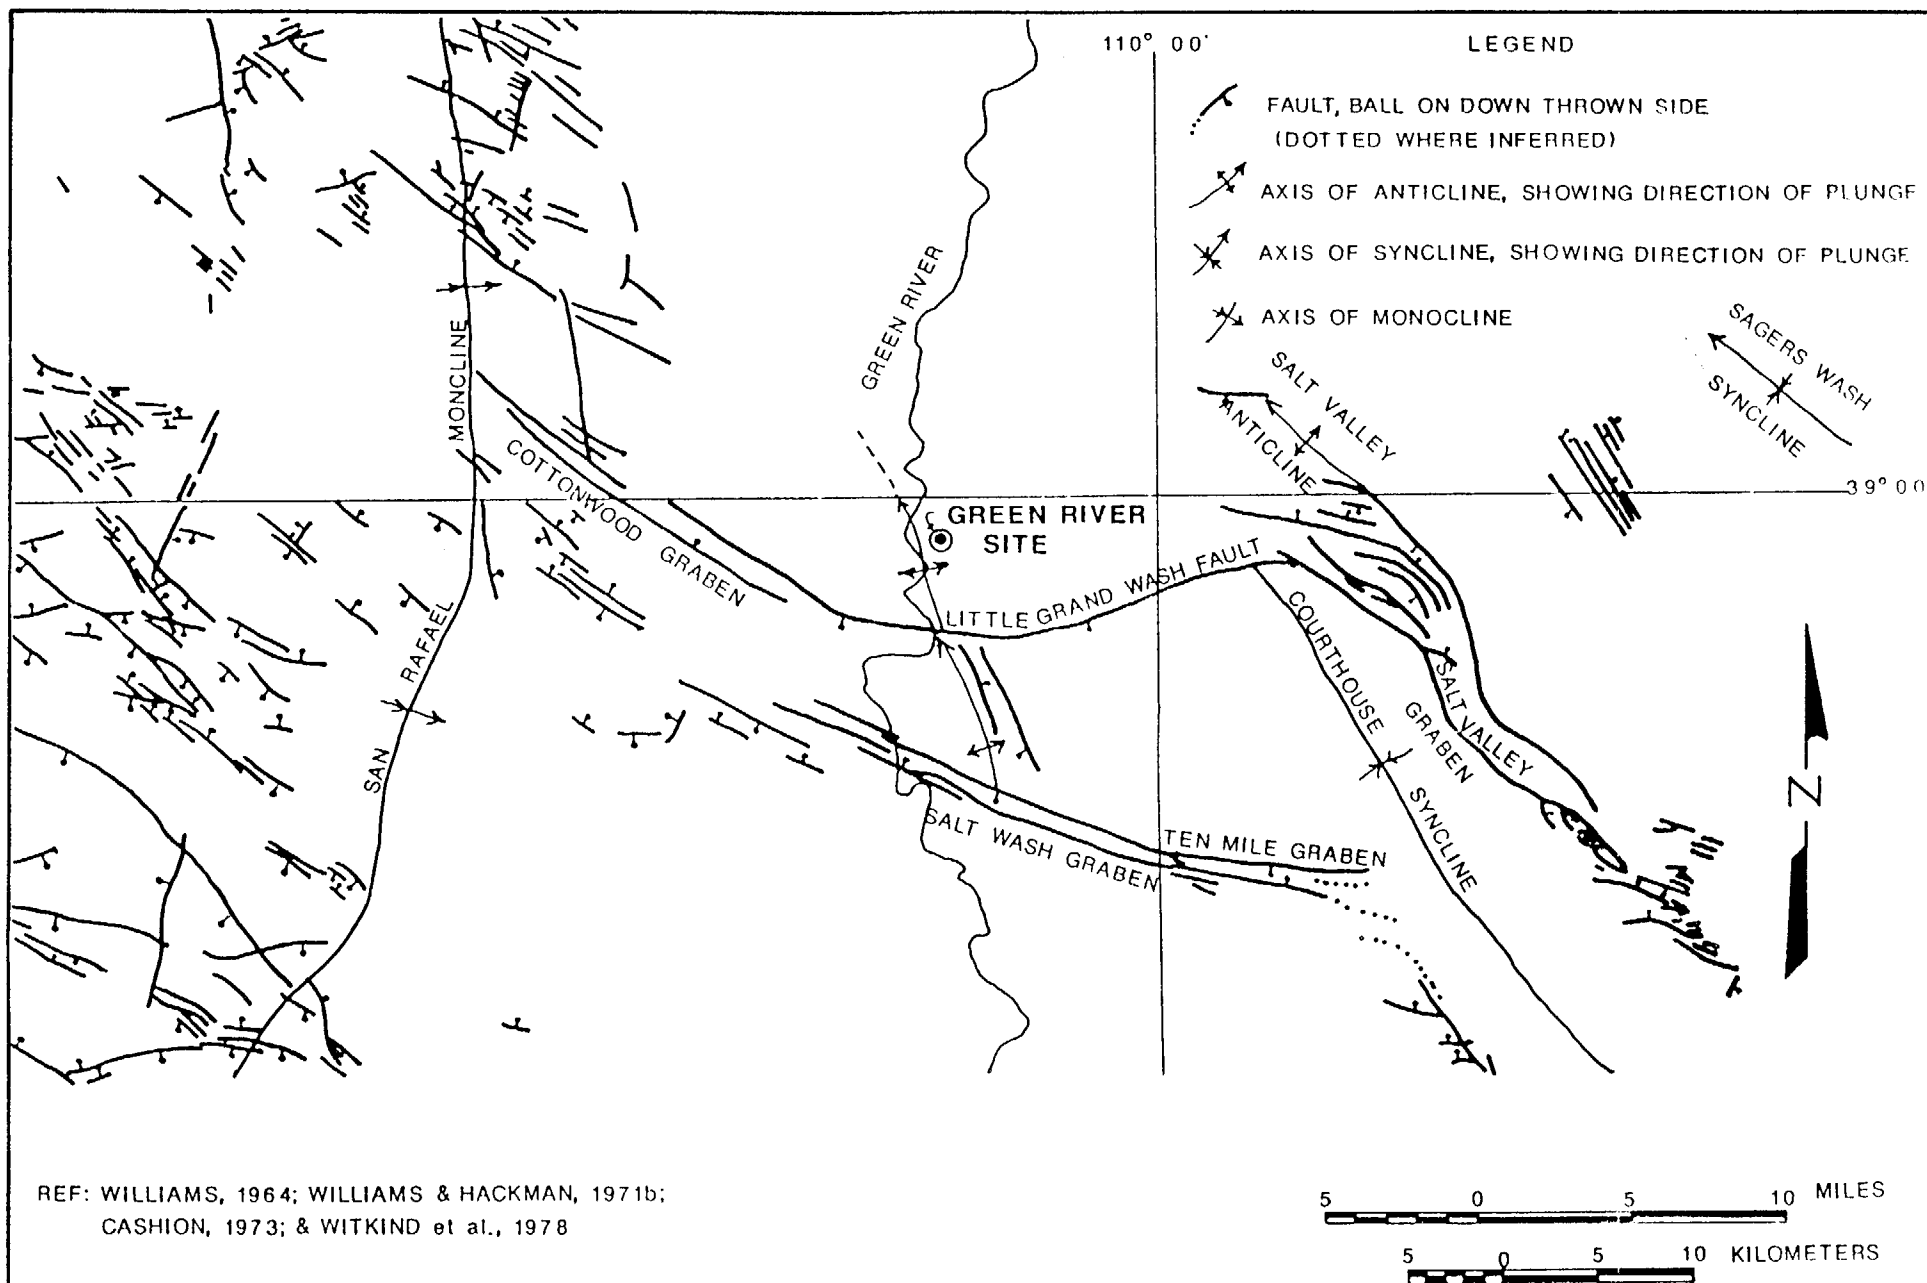 110° 00'
LEGEND
FAULT, BALL ON DOWN THROWN SIDE
(DOTTED WHERE INFERRED)
AXIS OF ANTICLINE, SHOWING DIRECTION OF PLUNGE
AXIS OF SYNCLINE, SHOWING DIRECTION OF PLUNGE
AXIS OF MONOCLINE
SAGERS WASH
SYNCLINE
GREEN RIVER
SALT VALLEY
ANTICLINE
MONCLINE
RAFAEL
SAN
COTTONWOOD GRABEN
39° 00
GREEN RIVER
SITE
LITTLE GRAND WASH FAULT
COURTHOUSE
SYNCLINE
SALT VALLEY
GRABEN
SALT WASH GRABEN
TEN MILE GRABEN
N
REF: WILLIAMS, 1964; WILLIAMS & HACKMAN, 1971b;
CASHION, 1973; & WITKIND et al., 1978
5 0 5 10 MILES
5 0 5 10 KILOMETERS